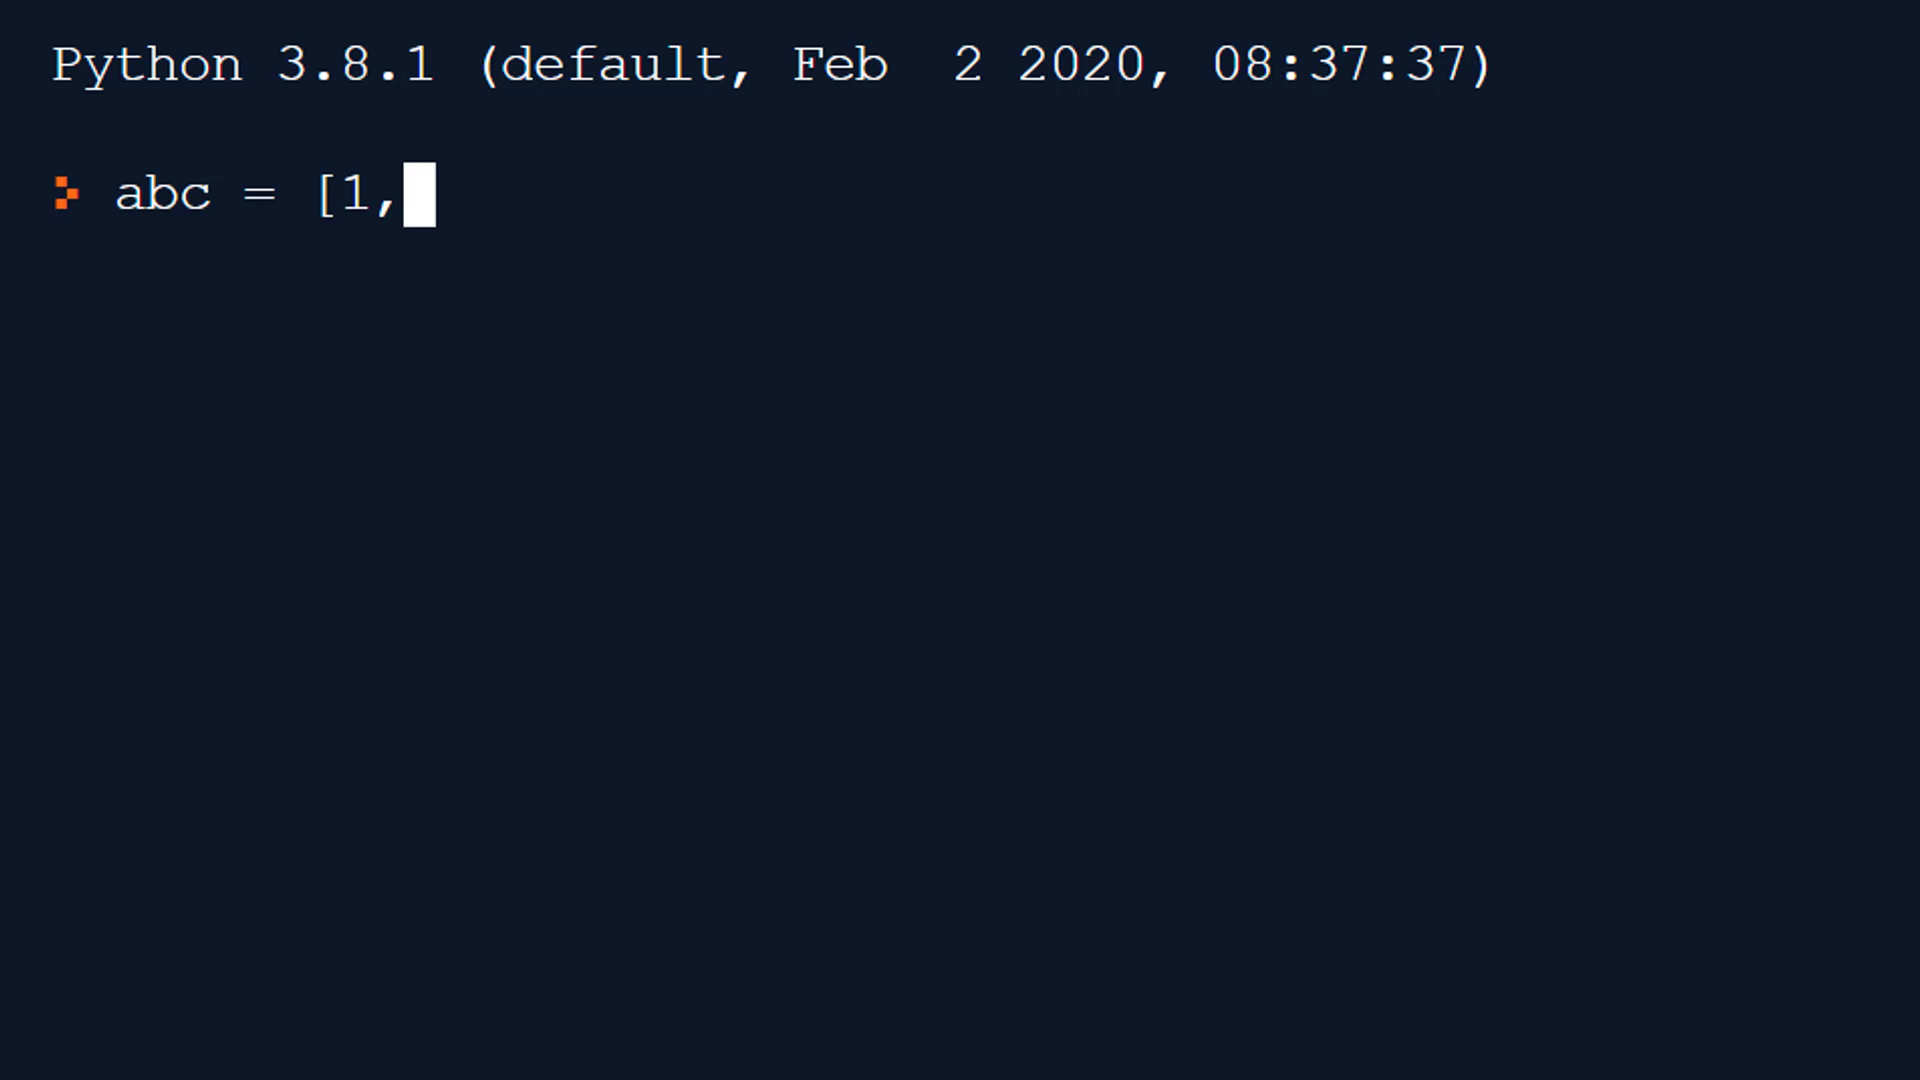 Python 3.8.1 (default, Feb  2 2020, 08:37:37)
abc = [1,